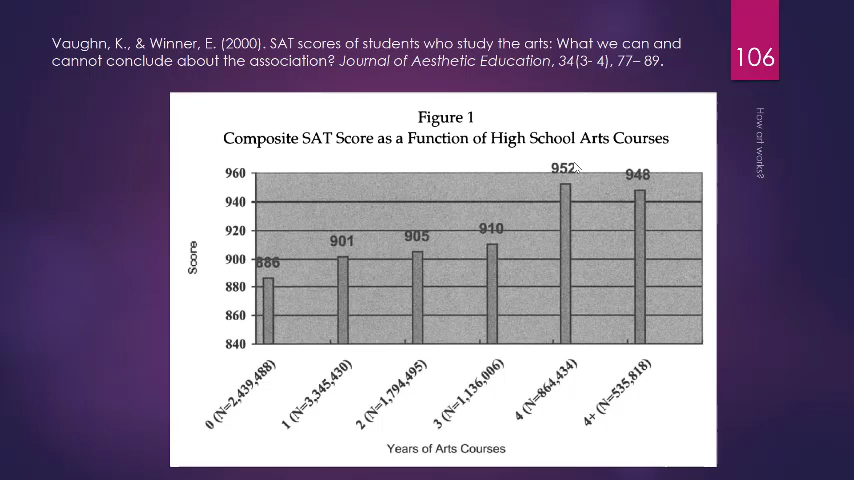 Vaughn, K., & Winner, E. (2000). SAT scores of students who study the arts: What we can and
cannot conclude about the association? Journal of Aesthetic Education, 34(3- 4), 77– 89.
106
How art works?
Figure 1
Composite SAT Score as a Function of High School Arts Courses
960
940
920
900
880
860
840
Score
886
901
905
910
952
948
0 (N=2,439,488)
1 (N=3,345,430)
2 (N=1,794,495)
3 (N=1,136,006)
4 (N=864,434)
4+ (N=535,818)
Years of Arts Courses